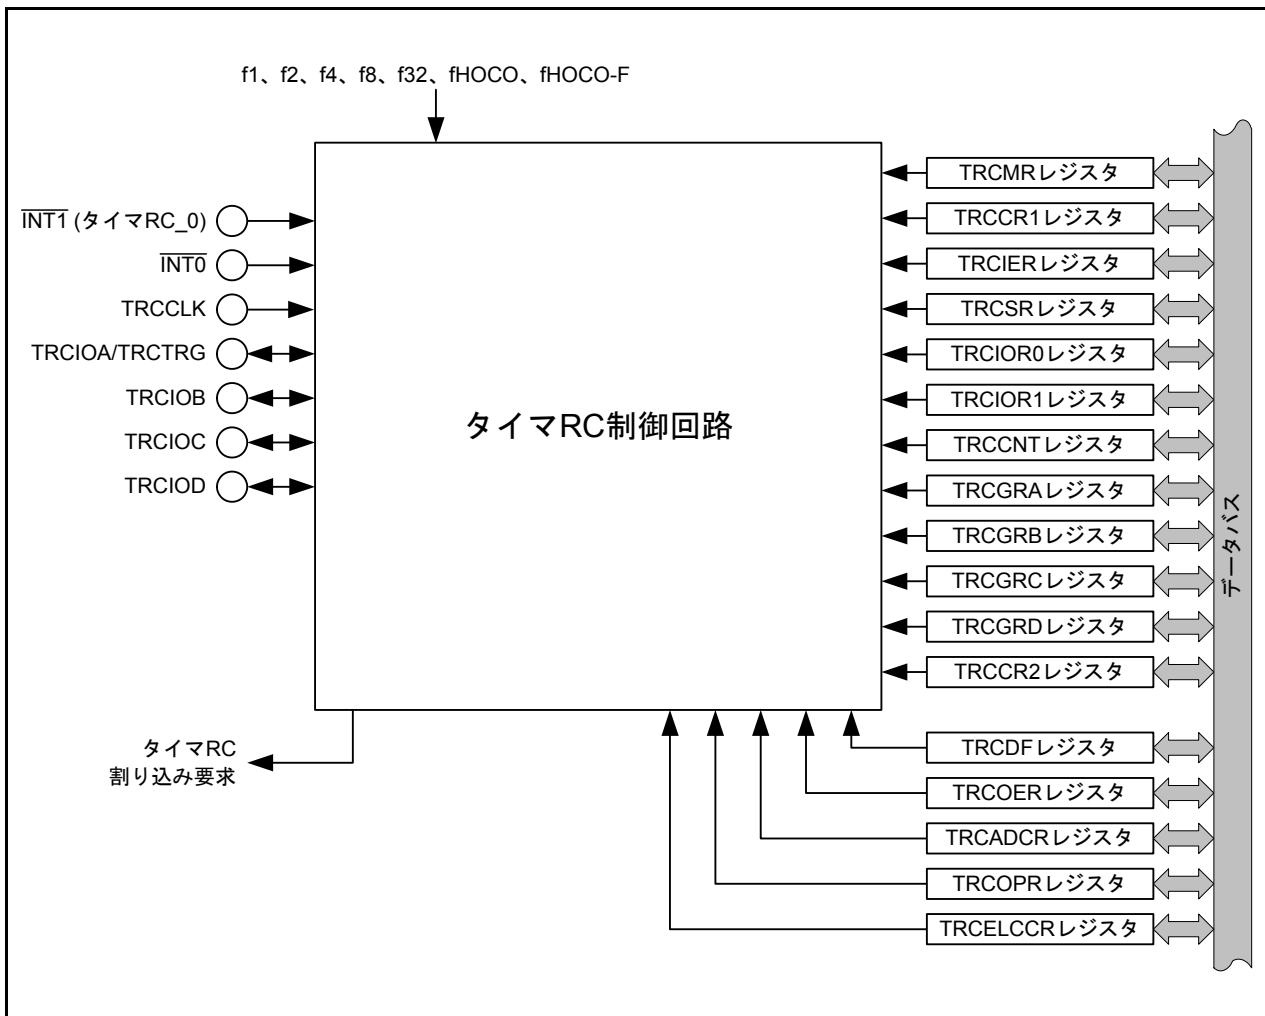 f1、f2、f4、f8、f32、fHOCO、fHOCO-F
INT1 (タイマRC_0)
INT0
TRCCLK
TRCIOA/TRCTRG
TRCIOB
TRCIOC
TRCIOD
タイマRC制御回路
タイマRC
割り込み要求
TRCMRレジスタ
TRCCR1レジスタ
TRCIERレジスタ
TRCSRレジスタ
TRCIOR0レジスタ
TRCIOR1レジスタ
TRCCNTレジスタ
TRCGRAレジスタ
TRCGRBレジスタ
TRCGRCレジスタ
TRCGRDレジスタ
TRCCR2レジスタ
TRCDFレジスタ
TRCOERレジスタ
TRCADCRレジスタ
TRCOPRレジスタ
TRCELCCRレジスタ
データバス